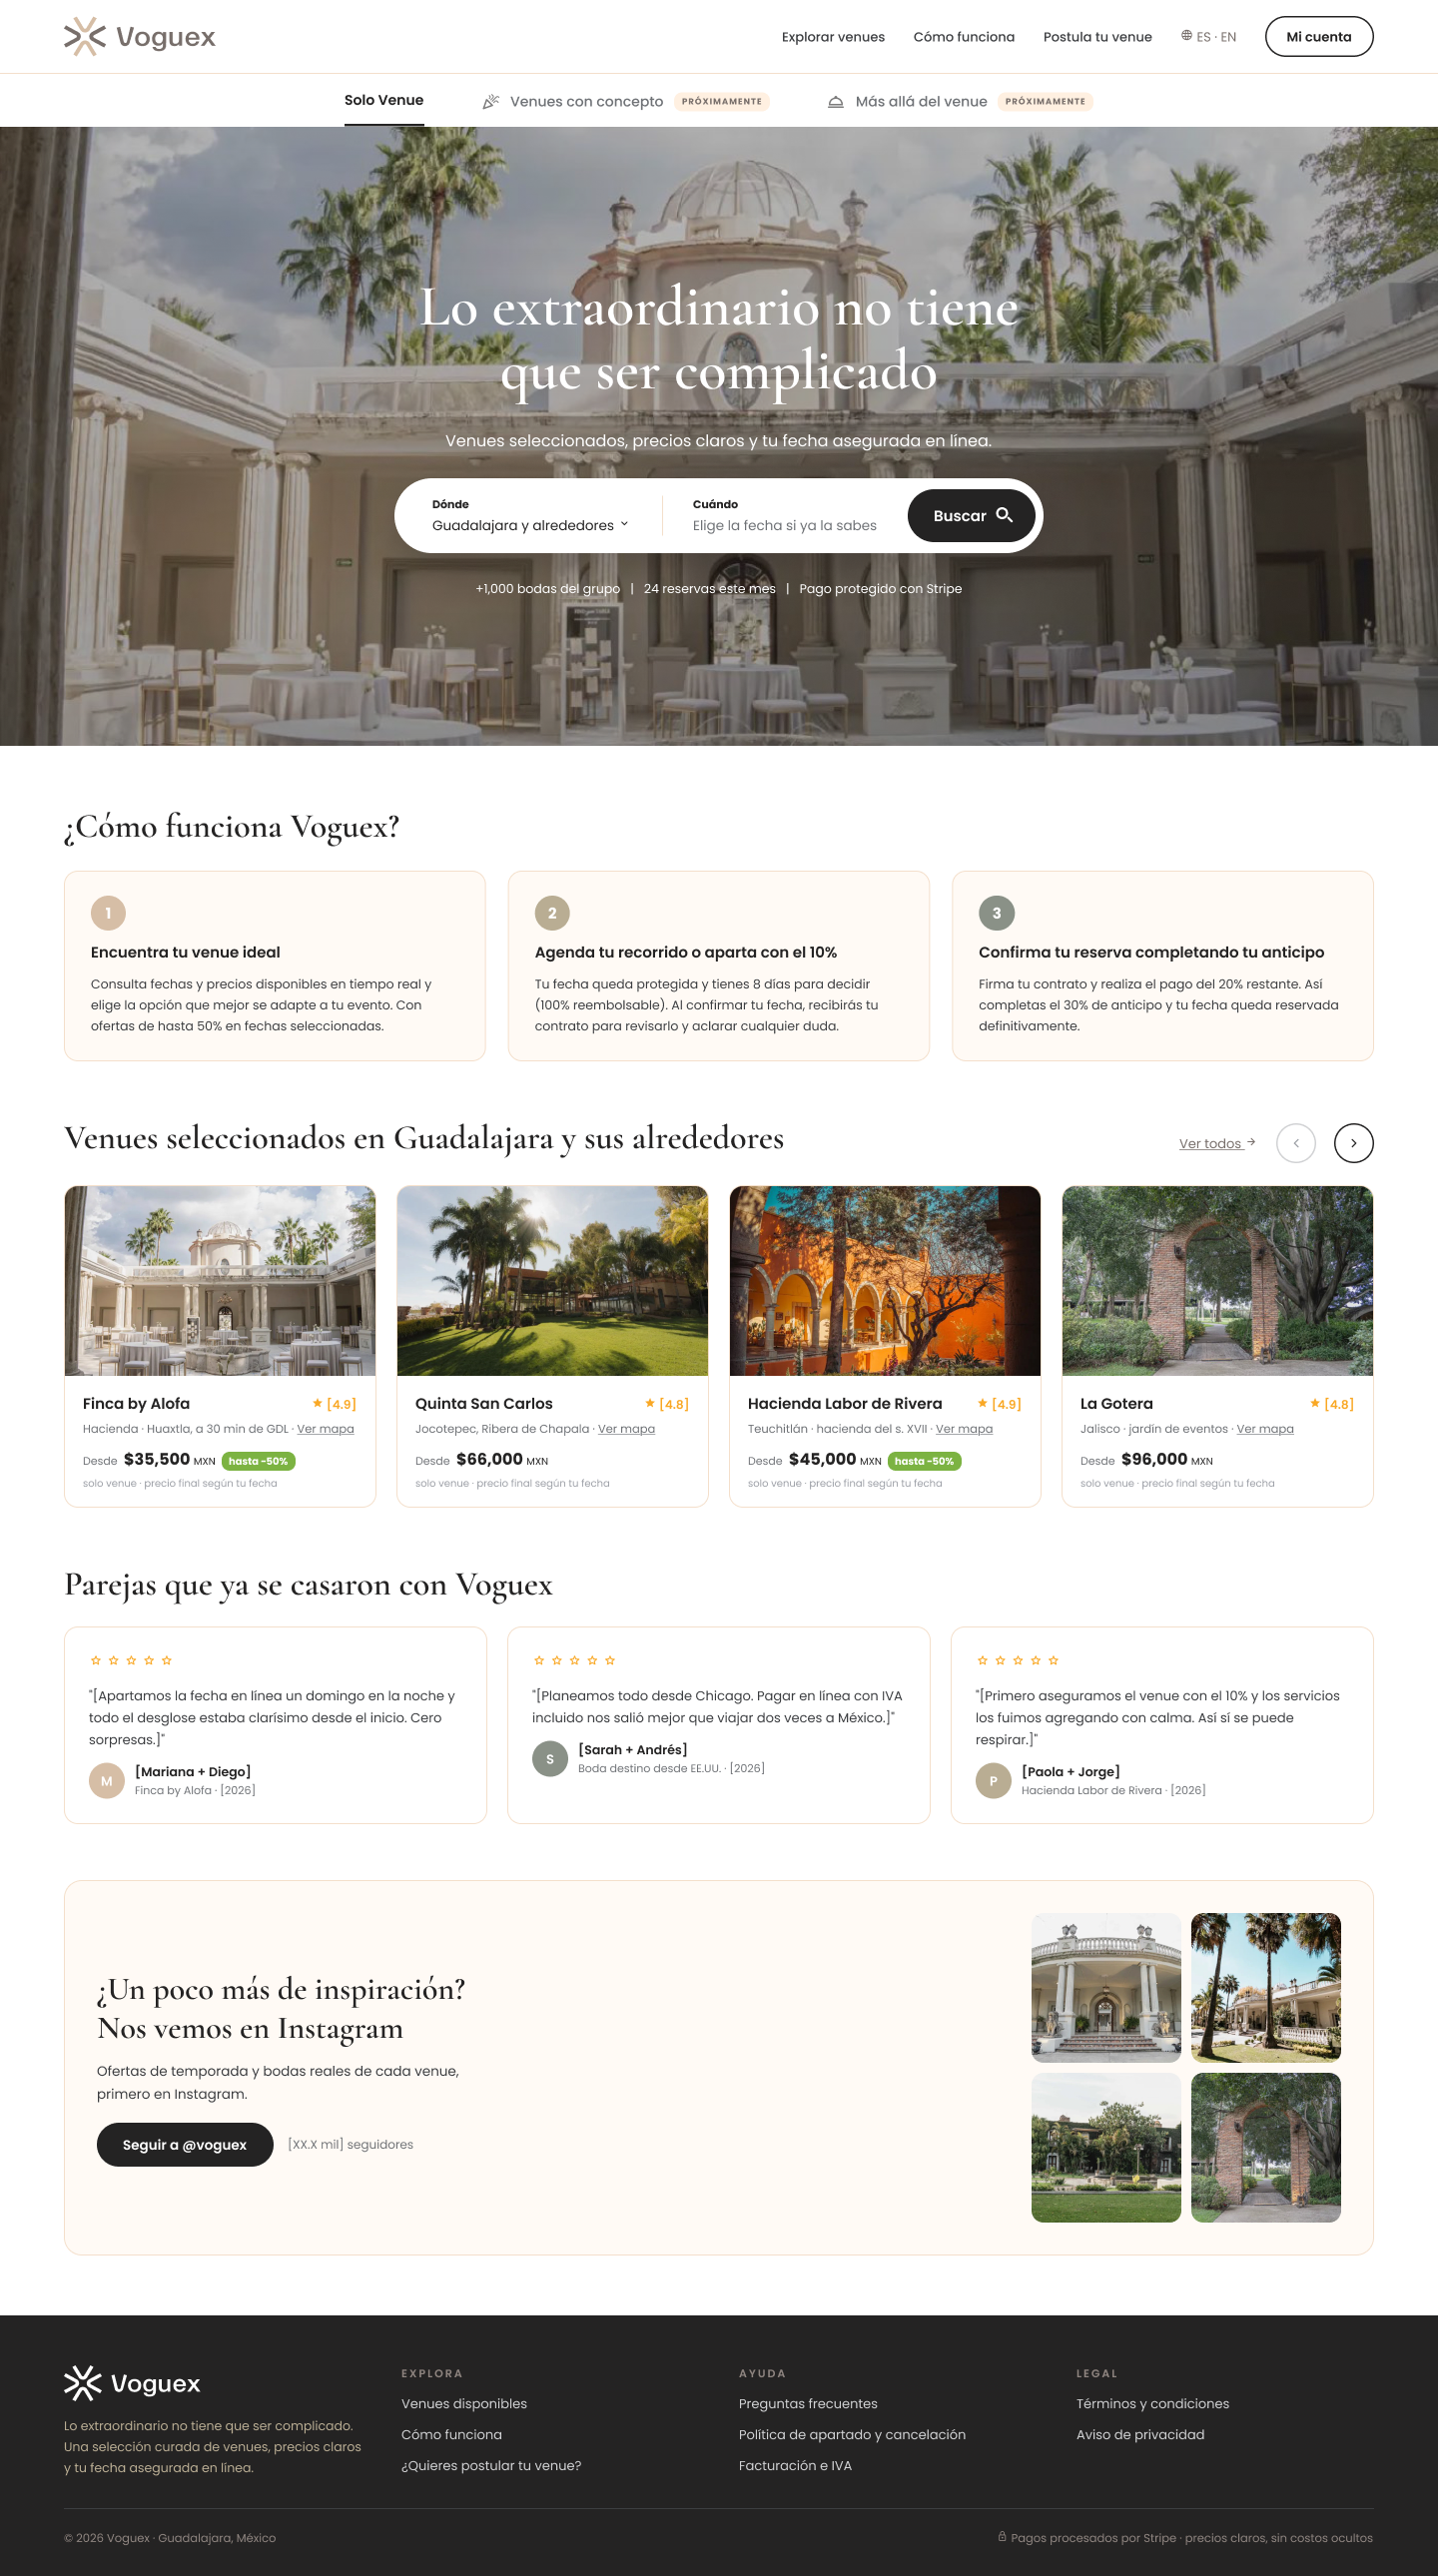 Voguex
Explorar venues
Cómo funciona
Postula tu venue
ES · EN
Mi cuenta
Solo Venue
Venues con concepto
PRÓXIMAMENTE
Más allá del venue
PRÓXIMAMENTE
Lo extraordinario no tiene
que ser complicado
Venues seleccionados, precios claros y tu fecha asegurada en línea.
Dónde
Guadalajara y alrededores
Cuándo
Elige la fecha si ya la sabes
Buscar
+1,000 bodas del grupo | 24 reservas este mes | Pago protegido con Stripe
¿Cómo funciona Voguex?
1
Encuentra tu venue ideal
Consulta fechas y precios disponibles en tiempo real y
elige la opción que mejor se adapte a tu evento. Con
ofertas de hasta 50% en fechas seleccionadas.
2
Agenda tu recorrido o aparta con el 10%
Tu fecha queda protegida y tienes 8 días para decidir
(100% reembolsable). Al confirmar tu fecha, recibirás tu
contrato para revisarlo y aclarar cualquier duda.
3
Confirma tu reserva completando tu anticipo
Firma tu contrato y realiza el pago del 20% restante. Así
completas el 30% de anticipo y tu fecha queda reservada
definitivamente.
Venues seleccionados en Guadalajara y sus alrededores
Ver todos →
Finca by Alofa
★ [4.9]
Hacienda · Huaxtla, a 30 min de GDL · Ver mapa
Desde $35,500 MXN hasta -50%
solo venue · precio final según tu fecha
Quinta San Carlos
★ [4.8]
Jocotepec, Ribera de Chapala · Ver mapa
Desde $66,000 MXN
solo venue · precio final según tu fecha
Hacienda Labor de Rivera
★ [4.9]
Teuchitlán · hacienda del s. XVII · Ver mapa
Desde $45,000 MXN hasta -50%
solo venue · precio final según tu fecha
La Gotera
★ [4.8]
Jalisco · jardín de eventos · Ver mapa
Desde $96,000 MXN
solo venue · precio final según tu fecha
Parejas que ya se casaron con Voguex
"[Apartamos la fecha en línea un domingo en la noche y
todo el desglose estaba clarísimo desde el inicio. Cero
sorpresas.]"
M
[Mariana + Diego]
Finca by Alofa · [2026]
"[Planeamos todo desde Chicago. Pagar en línea con IVA
incluido nos salió mejor que viajar dos veces a México.]"
S
[Sarah + Andrés]
Boda destino desde EE.UU. · [2026]
"[Primero aseguramos el venue con el 10% y los servicios
los fuimos agregando con calma. Así sí se puede
respirar.]"
P
[Paola + Jorge]
Hacienda Labor de Rivera · [2026]
¿Un poco más de inspiración?
Nos vemos en Instagram
Ofertas de temporada y bodas reales de cada venue,
primero en Instagram.
Seguir a @voguex
[XX.X mil] seguidores
Voguex
Lo extraordinario no tiene que ser complicado.
Una selección curada de venues, precios claros
y tu fecha asegurada en línea.
EXPLORA
Venues disponibles
Cómo funciona
¿Quieres postular tu venue?
AYUDA
Preguntas frecuentes
Política de apartado y cancelación
Facturación e IVA
LEGAL
Términos y condiciones
Aviso de privacidad
© 2026 Voguex · Guadalajara, México
Pagos procesados por Stripe · precios claros, sin costos ocultos